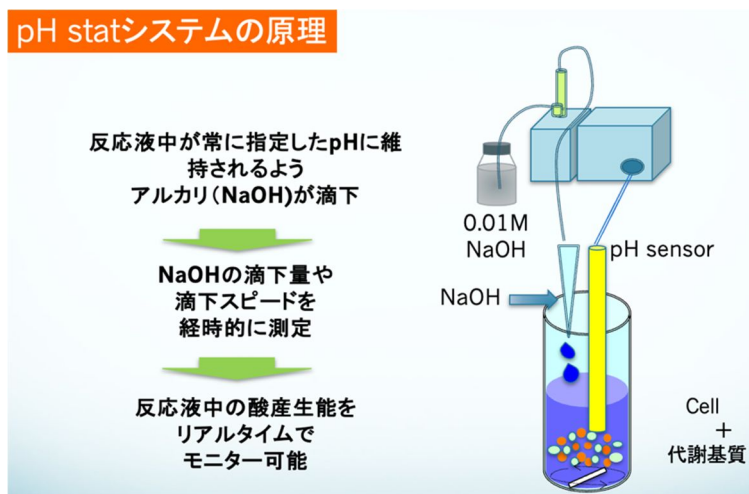 pH statシステムの原理
反応液中が常に指定したpHに維
持されるよう
アルカリ（NaOH)が滴下
NaOHの滴下量や
滴下スピードを
経時的に測定
反応液中の酸産生能を
リアルタイムで
モニター可能
0.01M
NaOH
pH sensor
NaOH
Cell
+
代謝基質